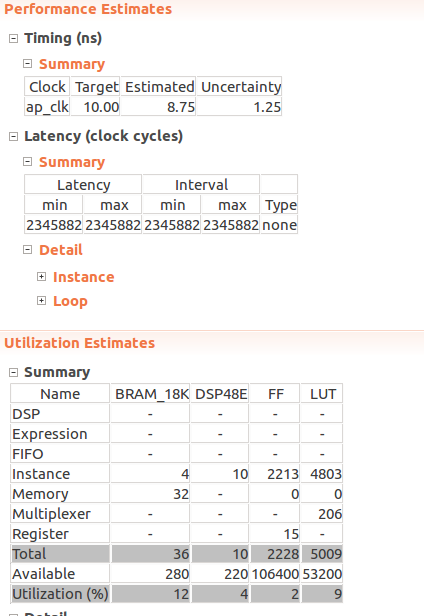 Performance Estimates
Timing (ns)
Summary
Clock Target Estimated Uncertainty
ap_clk 10.00 8.75 1.25
Latency (clock cycles)
Summary
Latency Interval
min max min max Type
2345882 2345882 2345882 2345882 none
Detail
Instance
Loop
Utilization Estimates
Summary
Name BRAM_18K DSP48E FF LUT
DSP - - - -
Expression - - - -
FIFO - - - -
Instance 4 10 2213 4803
Memory 32 - 0 0
Multiplexer - - - 206
Register - - 15 -
Total 36 10 2228 5009
Available 280 220 106400 53200
Utilization (%) 12 4 2 9
Detail